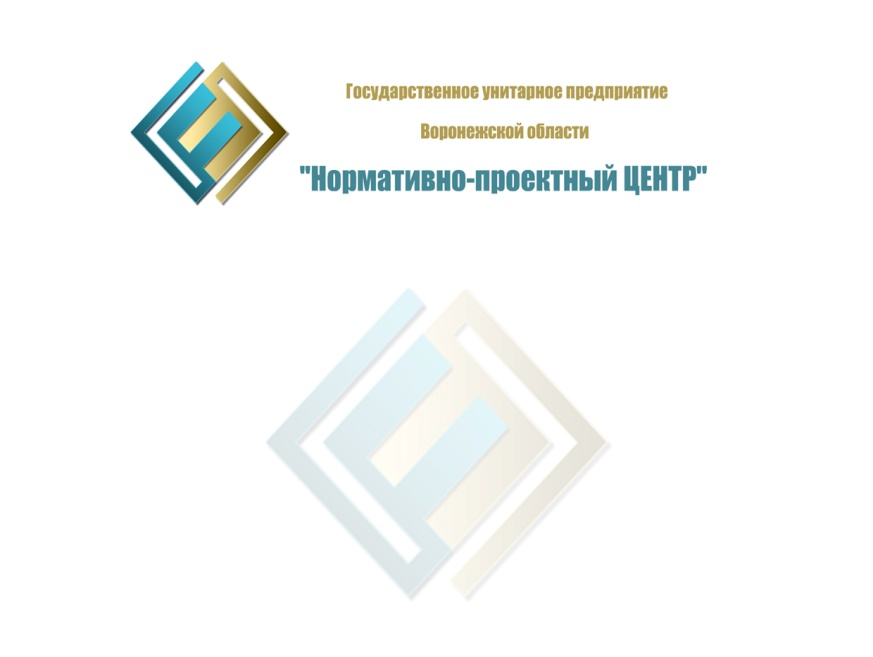 Государственное унитарное предприятие
Воронежской области
"Нормативно-проектный ЦЕНТР"